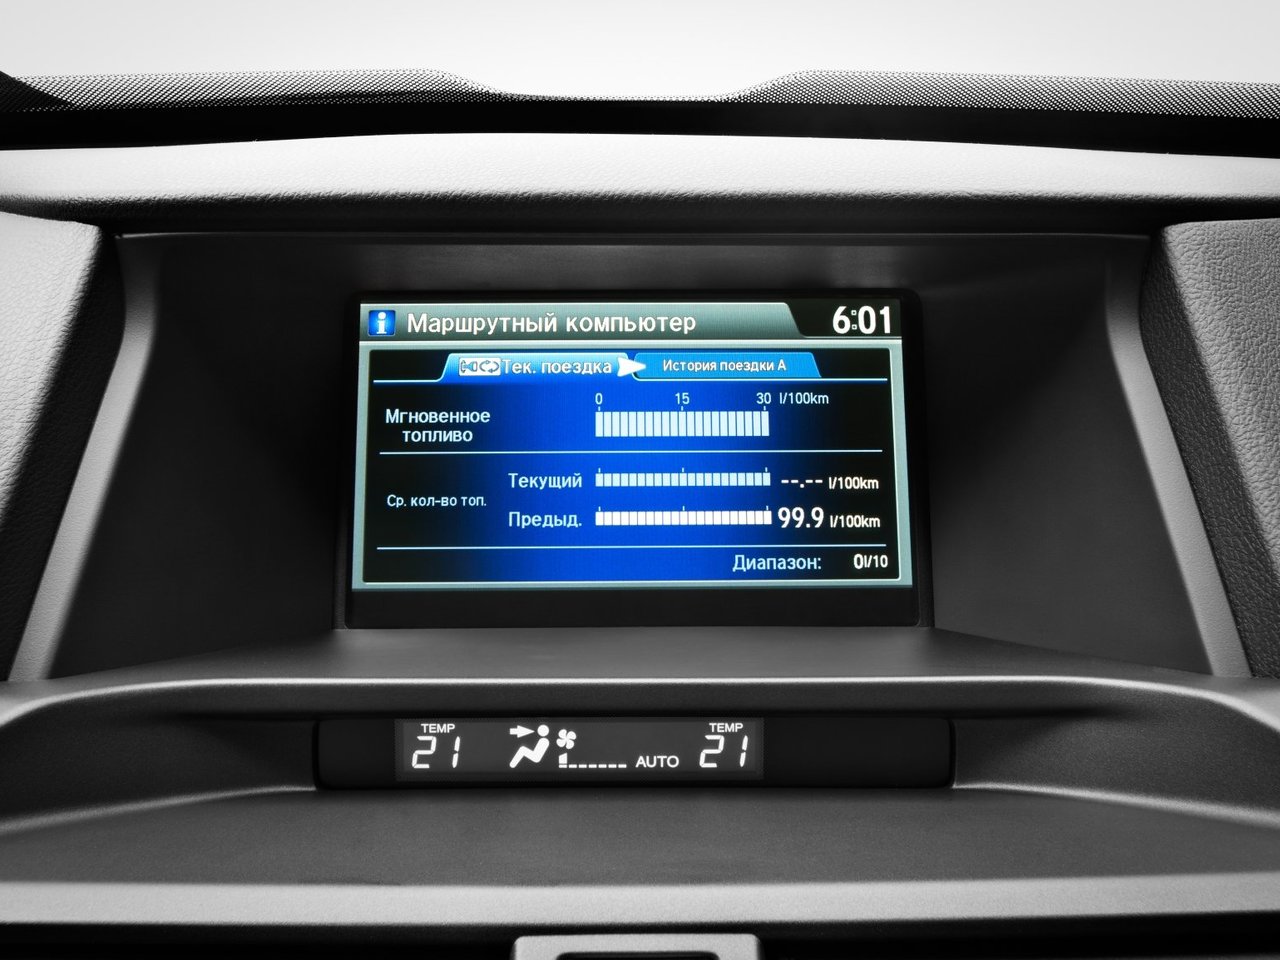 i Маршрутный компьютер 6:01
Тек. поездка История поездки A
0 15 30 l/100km
Мгновенное
топливо
Текущий --.-- l/100km
Ср. кол-во топ.
Предыд. 99.9 l/100km
Диапазон: 0l/10
TEMP TEMP
21 AUTO 21